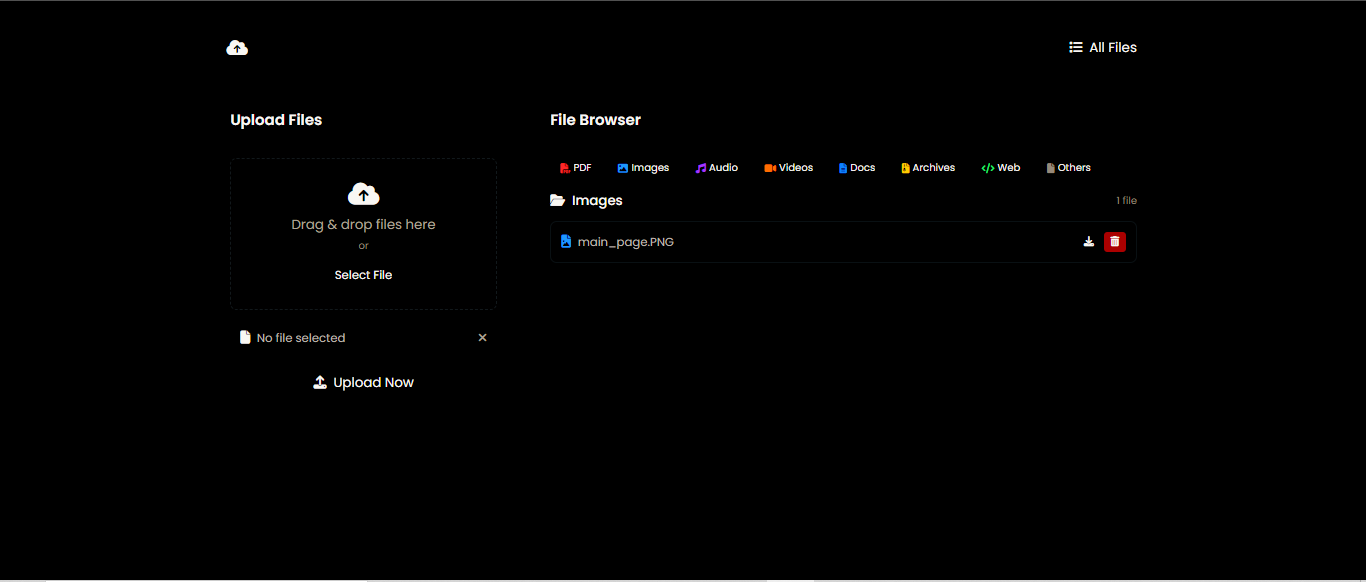 All Files
Upload Files
File Browser
PDF Images Audio Videos Docs Archives Web Others
Images
1 file
main_page.PNG
Drag & drop files here
or
Select File
No file selected
Upload Now